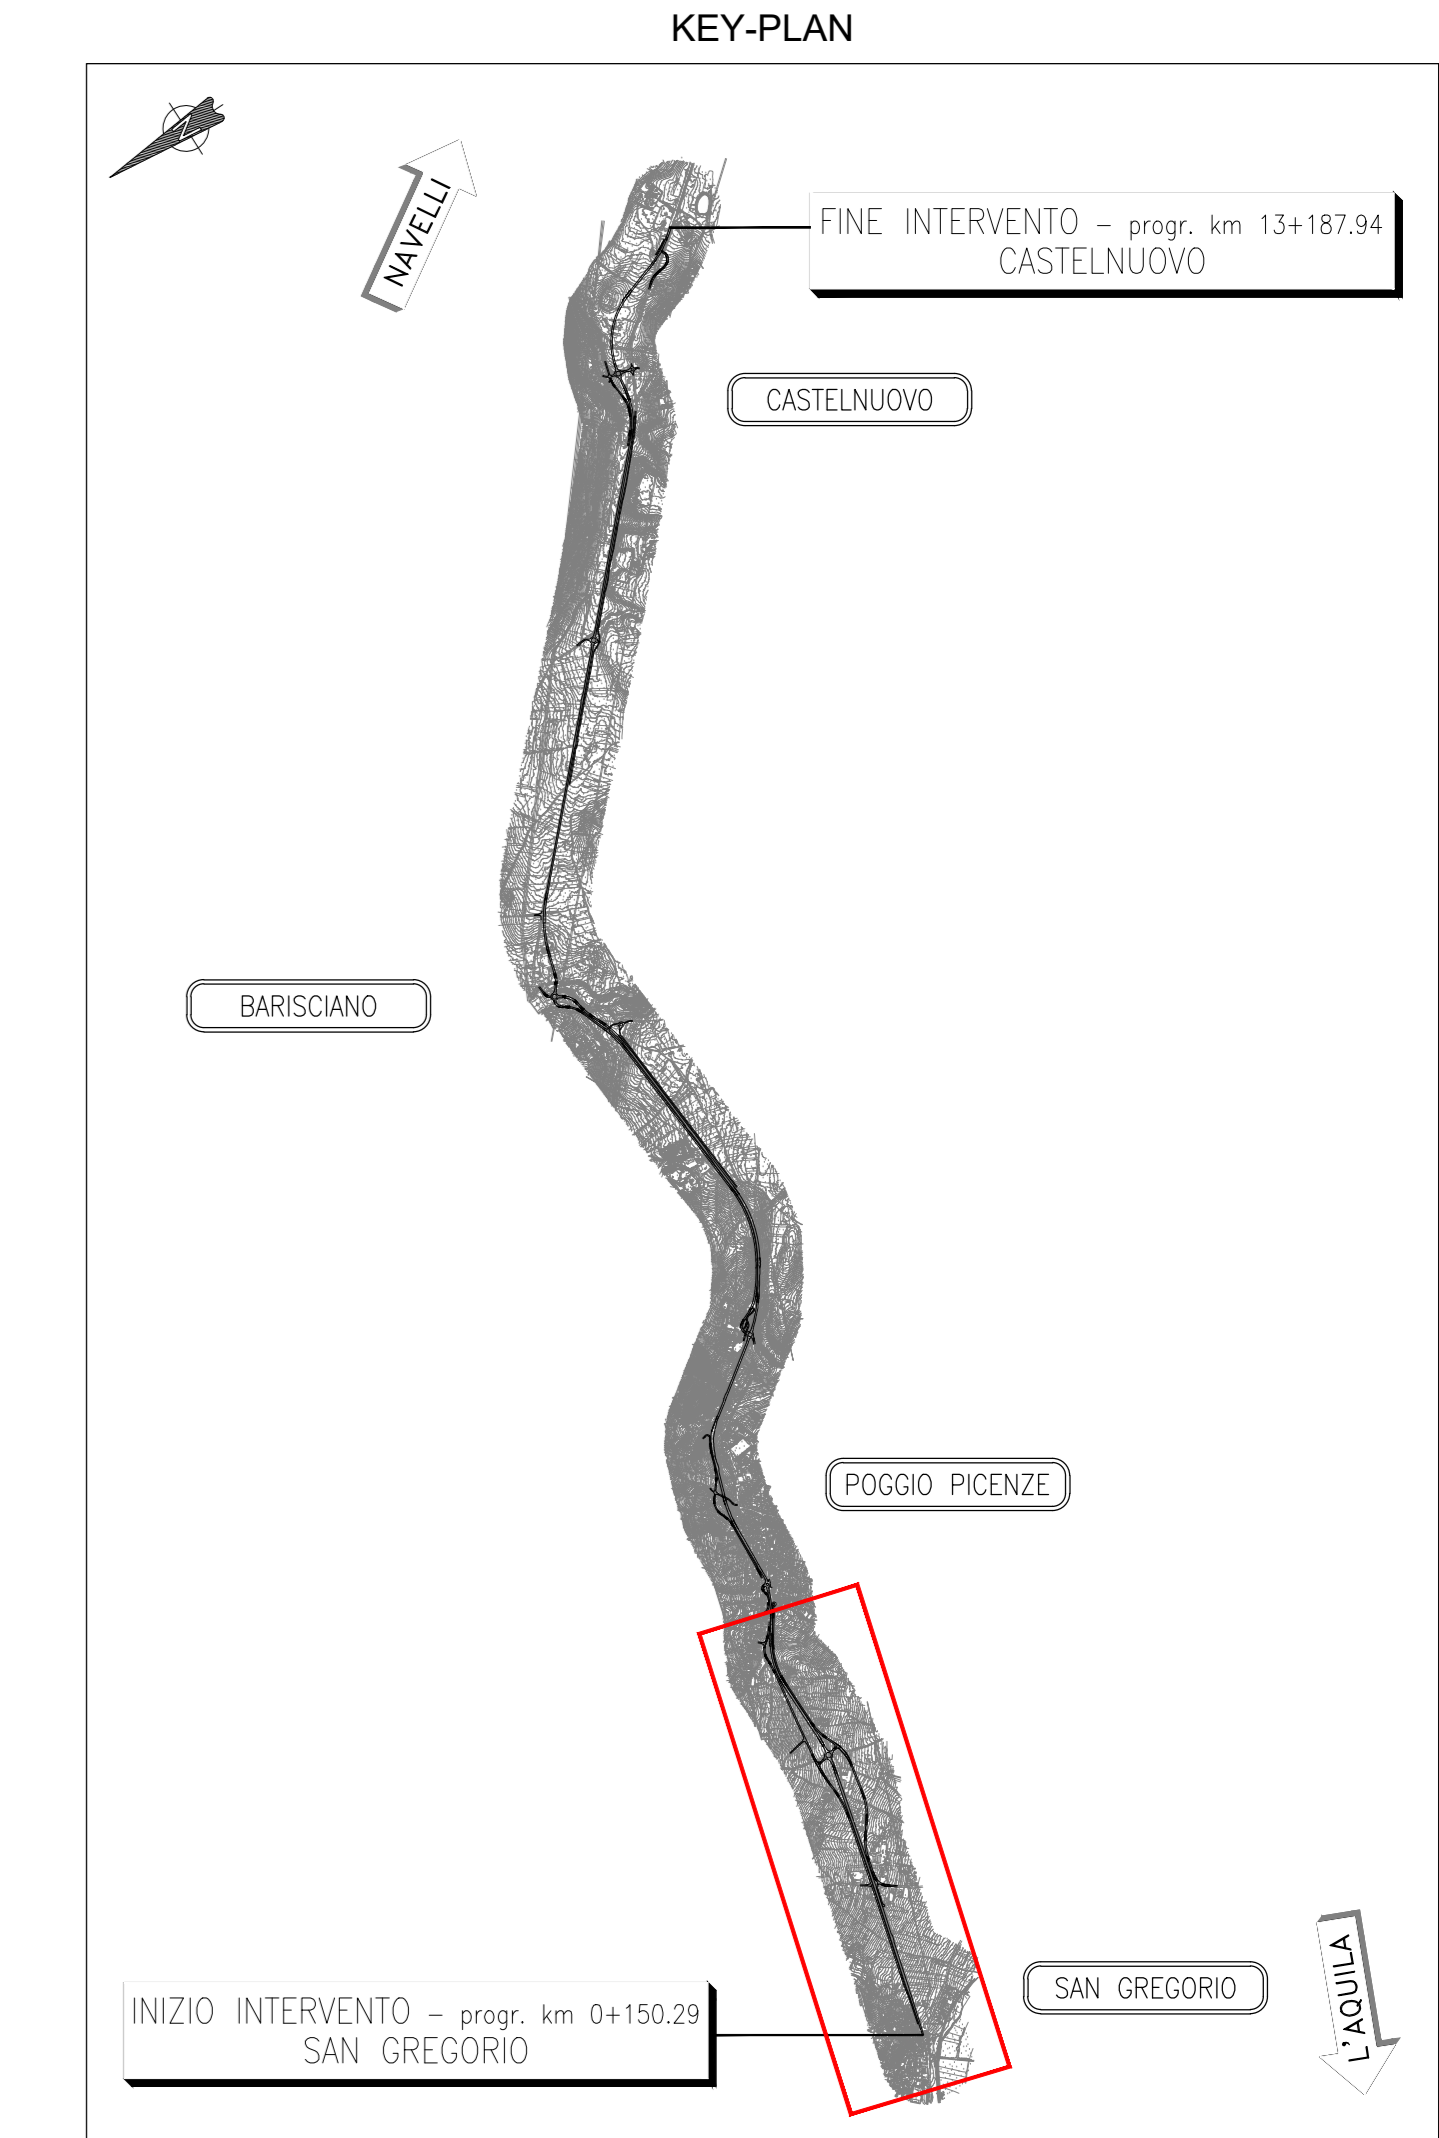 KEY-PLAN
N
NAVELLI
FINE INTERVENTO – progr. km 13+187.94
CASTELNUOVO
CASTELNUOVO
BARISCIANO
POGGIO PICENZE
SAN GREGORIO
L'AQUILA
INIZIO INTERVENTO – progr. km 0+150.29
SAN GREGORIO